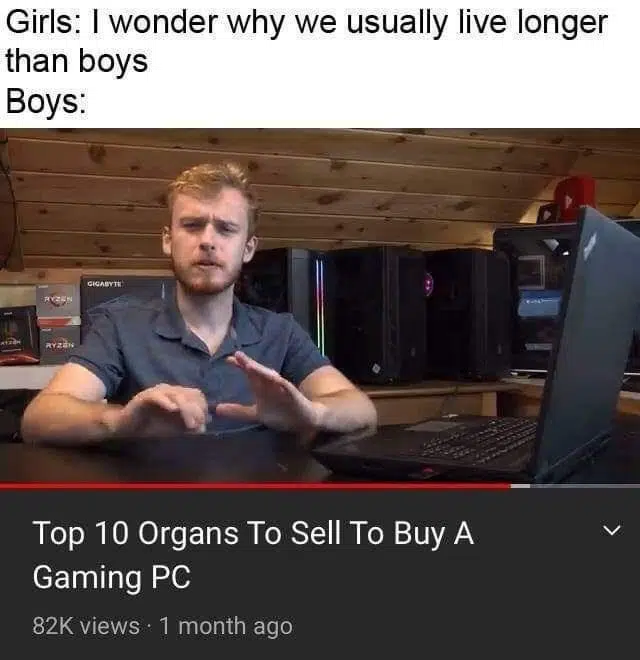 Girls: I wonder why we usually live longer
than boys
Boys:
GIGABYTE
RYZEN
RYZEN
RYZEN
Top 10 Organs To Sell To Buy A
Gaming PC
82K views · 1 month ago